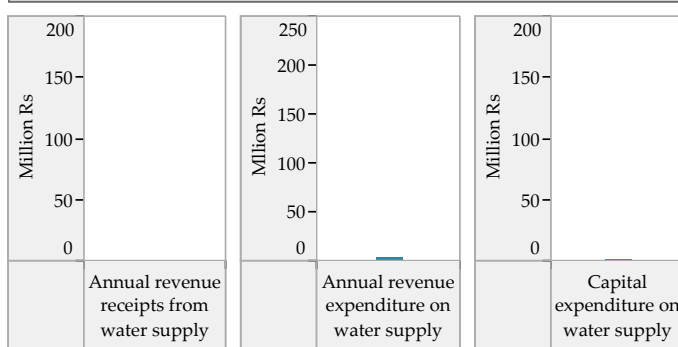 200
150
100
50
0
Million Rs
Annual revenue
receipts from
water supply
250
200
150
100
50
0
MIlion Rs
Annual revenue
expenditure on
water supply
200
150
100
50
0
Million Rs
Capital
expenditure on
water supply